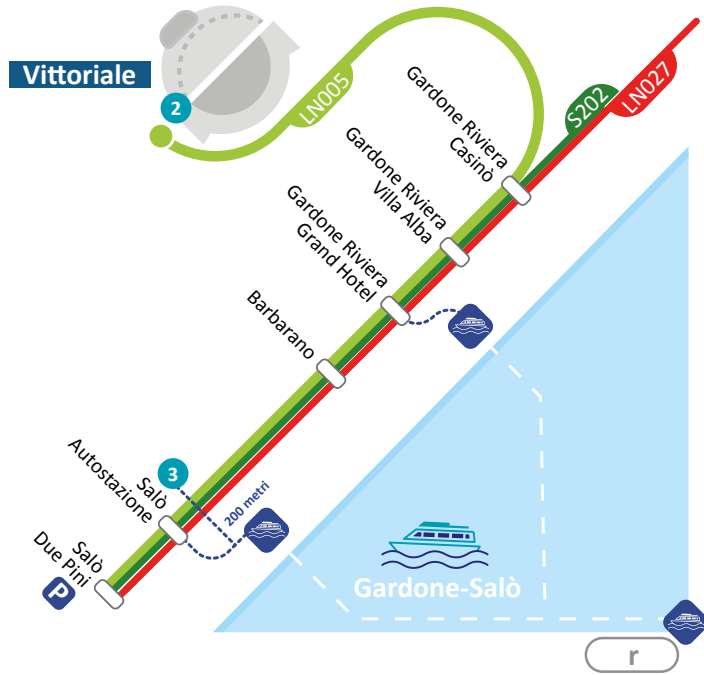 Vittoriale
2
LN005
S202
LN027
Gardone Riviera
Casinò
Gardone Riviera
Villa Alba
Gardone Riviera
Grand Hotel
Barbarano
3
Salò
Autostazione
200 metri
Salò
Due Pini
P
Gardone-Salò
r